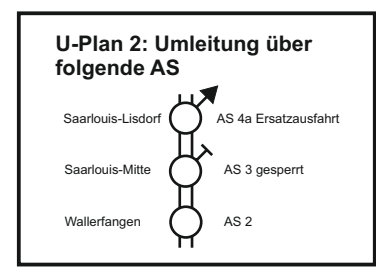 U-Plan 2: Umleitung über
folgende AS
Saarlouis-Lisdorf AS 4a Ersatzausfahrt
Saarlouis-Mitte AS 3 gesperrt
Wallerfangen AS 2